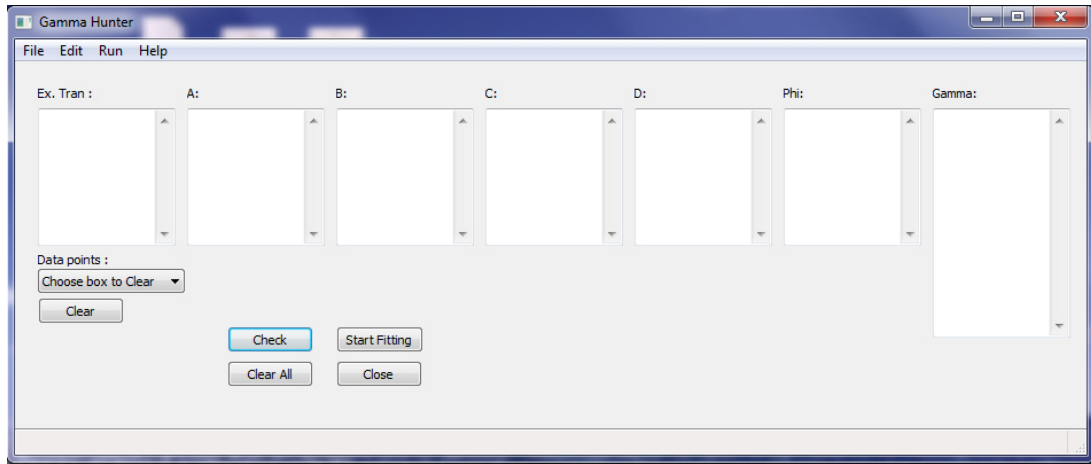 Gamma Hunter
File Edit Run Help
Ex. Tran : A: B: C: D: Phi: Gamma:
Data points :
Choose box to Clear
Clear
Check Start Fitting
Clear All Close